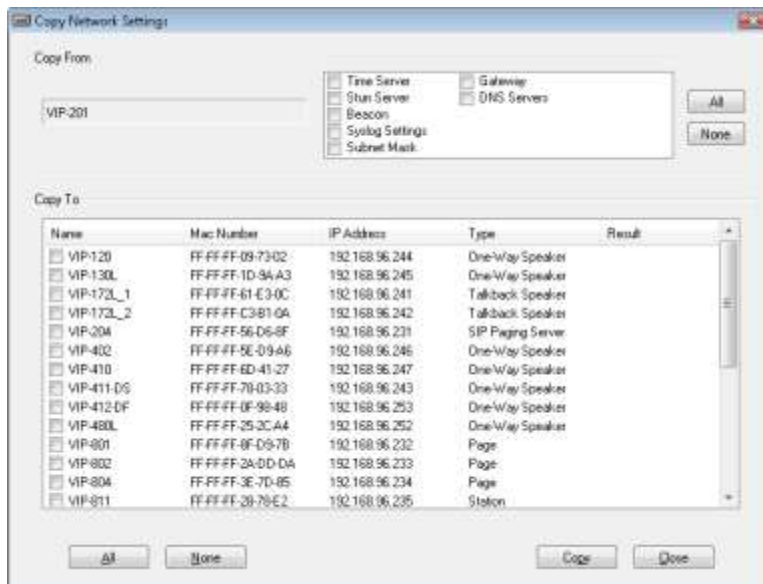 Copy Network Settings
Copy From
VIP-201
Time Server Gateway
Stun Server DNS Servers
Beacon
Syslog Settings
Subnet Mask
All
None
Copy To
Name Mac Number IP Address Type Result
VIP-120 FF-FF-FF-09-73-02 192.168.96.244 One-Way Speaker
VIP-130L FF-FF-FF-1D-9A-A3 192.168.96.245 One-Way Speaker
VIP-172L_1 FF-FF-FF-61-E3-0C 192.168.96.241 Talkback Speaker
VIP-172L_2 FF-FF-FF-C3-B1-0A 192.168.96.242 Talkback Speaker
VIP-204 FF-FF-FF-56-D6-8F 192.168.96.231 SIP Paging Server
VIP-402 FF-FF-FF-5E-D9-A6 192.168.96.246 One-Way Speaker
VIP-410 FF-FF-FF-6D-41-27 192.168.96.247 One-Way Speaker
VIP-411-DS FF-FF-FF-78-03-33 192.168.96.243 One-Way Speaker
VIP-412-DF FF-FF-FF-0F-98-48 192.168.96.253 One-Way Speaker
VIP-480L FF-FF-FF-25-2C-A4 192.168.96.252 One-Way Speaker
VIP-801 FF-FF-FF-8F-D9-7B 192.168.96.232 Page
VIP-802 FF-FF-FF-2A-DD-DA 192.168.96.233 Page
VIP-804 FF-FF-FF-3E-7D-85 192.168.96.234 Page
VIP-811 FF-FF-FF-28-78-E2 192.168.96.235 Station
All None Copy Close